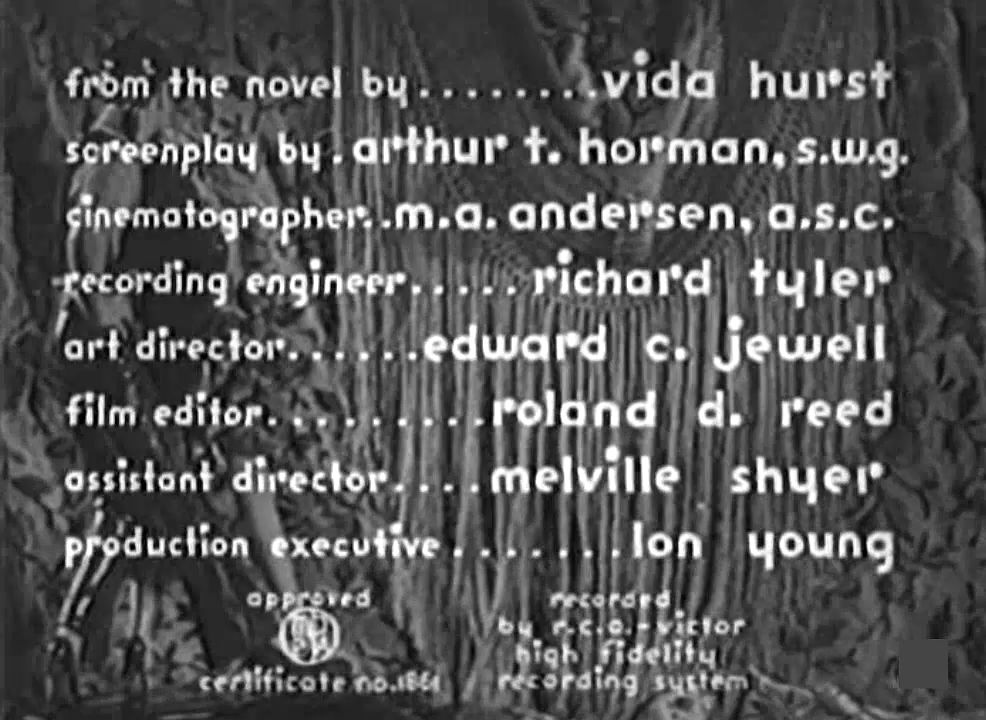 from the novel by........vida hurst
screenplay by.arthur t. horman, s.w.g.
cinematographer..m.a. andersen, a.s.c.
recording engineer.....richard tyler
art director......edward c. jewell
film editor.........roland d. reed
assistant director....melville shyer
production executive.......lon young
approved
certificate no.1861
recorded
by r.c.a.-victor
high fidelity
recording system